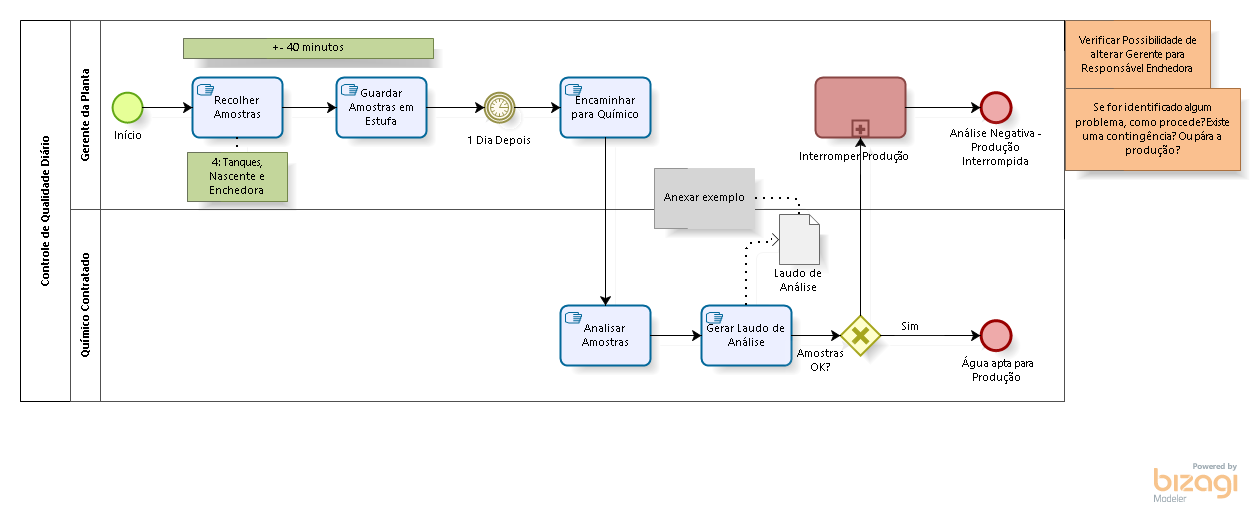 Controle de Qualidade Diário
Gerente da Planta
+- 40 minutos
Início
Recolher
Amostras
4: Tanques,
Nascente e
Enchedora
Guardar
Amostras em
Estufa
1 Dia Depois
Encaminhar
para Químico
Interromper Produção
Análise Negativa -
Produção
Interrompida
Verificar Possibilidade de
alterar Gerente para
Responsável Enchedora
Se for identificado algum
problema, como procede?Existe
uma contingência? Ou pára a
produção?
Químico Contratado
Anexar exemplo
Laudo de
Análise
Analisar
Amostras
Gerar Laudo de
Análise
Amostras
OK?
Sim
Água apta para
Produção
Powered by
bizagi
Modeler